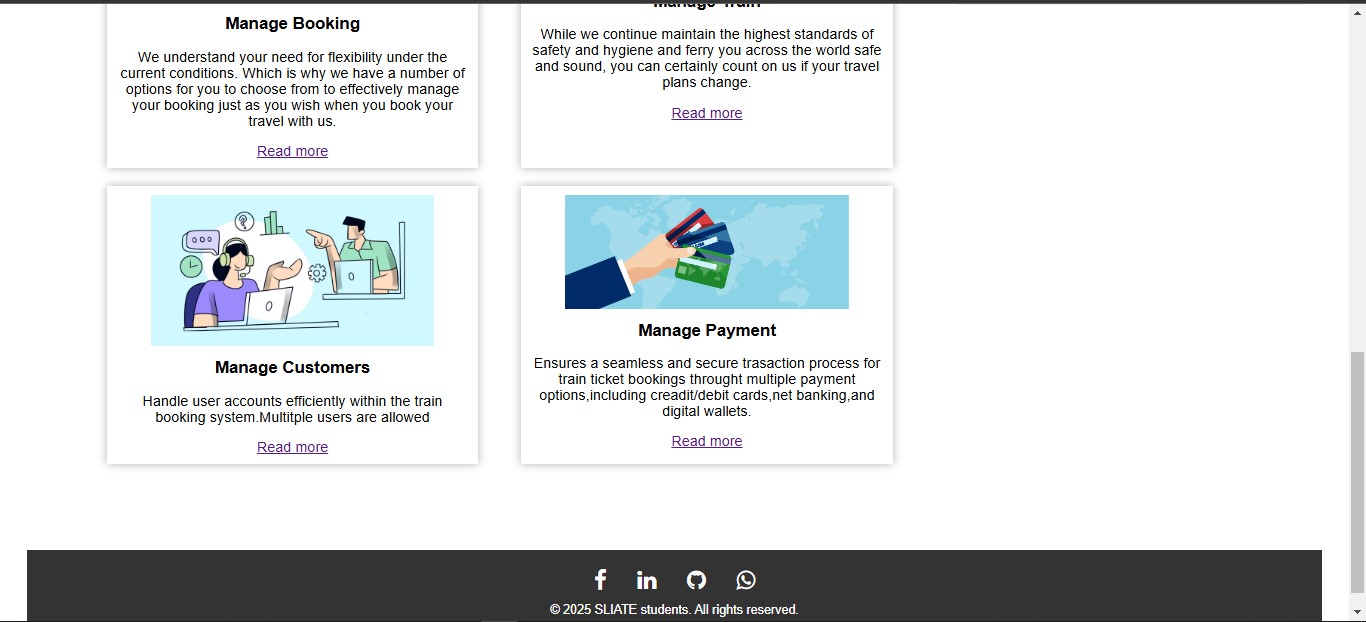 Manage Booking
We understand your need for flexibility under the
current conditions. Which is why we have a number of
options for you to choose from to effectively manage
your booking just as you wish when you book your
travel with us.
Read more
Manage Train
While we continue maintain the highest standards of
safety and hygiene and ferry you across the world safe
and sound, you can certainly count on us if your travel
plans change.
Read more
Manage Customers
Handle user accounts efficiently within the train
booking system.Multitple users are allowed
Read more
Manage Payment
Ensures a seamless and secure trasaction process for
train ticket bookings throught multiple payment
options,including creadit/debit cards,net banking,and
digital wallets.
Read more
© 2025 SLIATE students. All rights reserved.